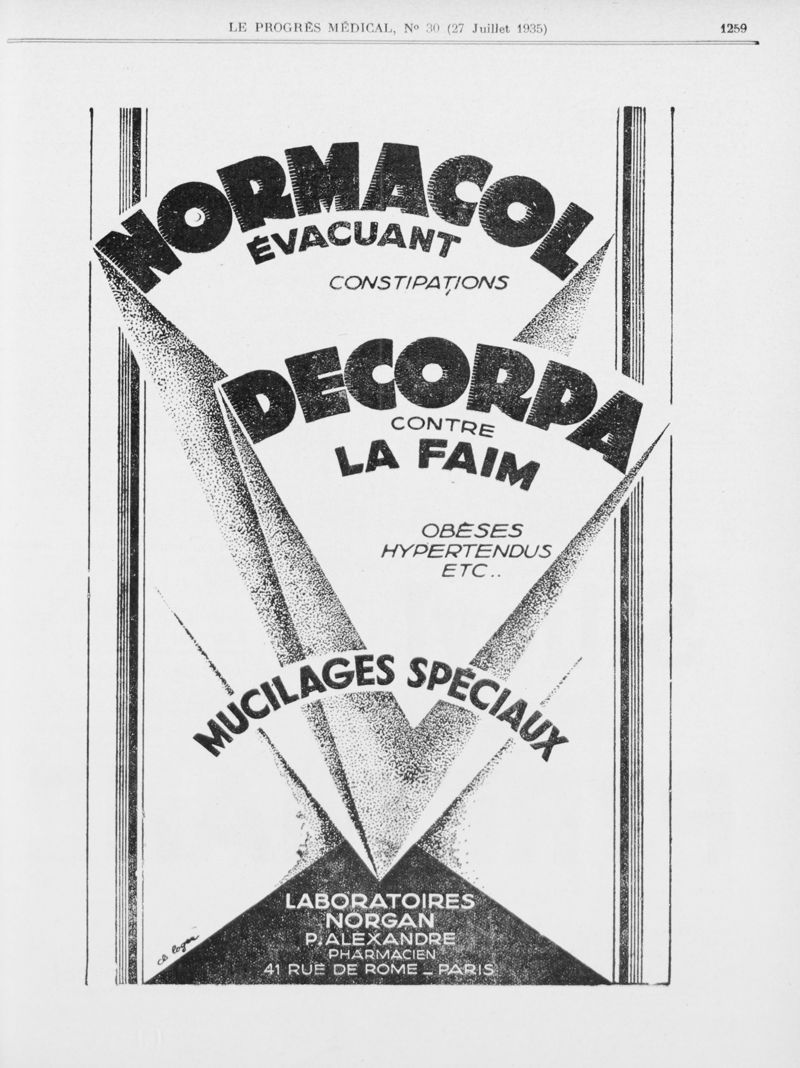 LE PROGRÈS MÉDICAL, Nº 30 (27 Juillet 1935)
1259
NORMACOL
ÉVACUANT
CONSTIPATIONS
DECORPA
CONTRE
LA FAIM
OBÈSES
HYPERTENDUS
ETC..
MUCILAGES SPÉCIAUX
LABORATOIRES
NORGAN
P. ALEXANDRE
PHARMACIEN
41 RUE DE ROME _ PARIS